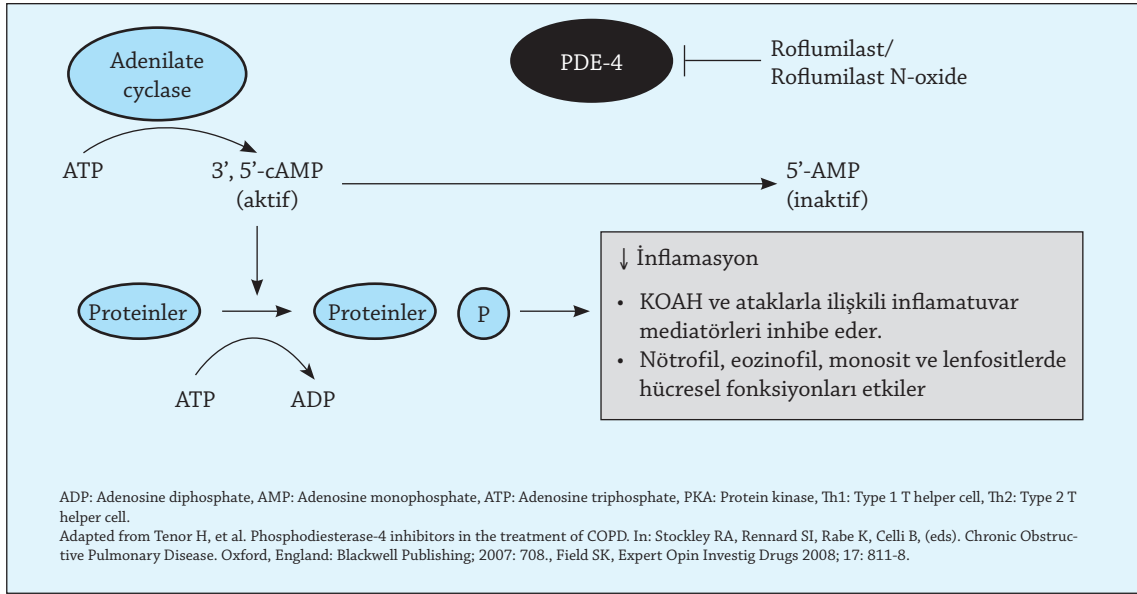 Adenilate
cyclase
PDE-4
Roflumilast/
Roflumilast N-oxide
ATP
3’, 5’-cAMP
(aktif)
5’-AMP
(inaktif)
Proteinler
Proteinler
P
ATP
ADP
↓ İnflamasyon
• KOAH ve ataklarla ilişkili inflamatuvar
mediatörleri inhibe eder.
• Nötrofil, eozinofil, monosit ve lenfositlerde
hücresel fonksiyonları etkiler
ADP: Adenosine diphosphate, AMP: Adenosine monophosphate, ATP: Adenosine triphosphate, PKA: Protein kinase, Th1: Type 1 T helper cell, Th2: Type 2 T
helper cell.
Adapted from Tenor H, et al. Phosphodiesterase-4 inhibitors in the treatment of COPD. In: Stockley RA, Rennard SI, Rabe K, Celli B, (eds). Chronic Obstruc-
tive Pulmonary Disease. Oxford, England: Blackwell Publishing; 2007: 708., Field SK, Expert Opin Investig Drugs 2008; 17: 811-8.